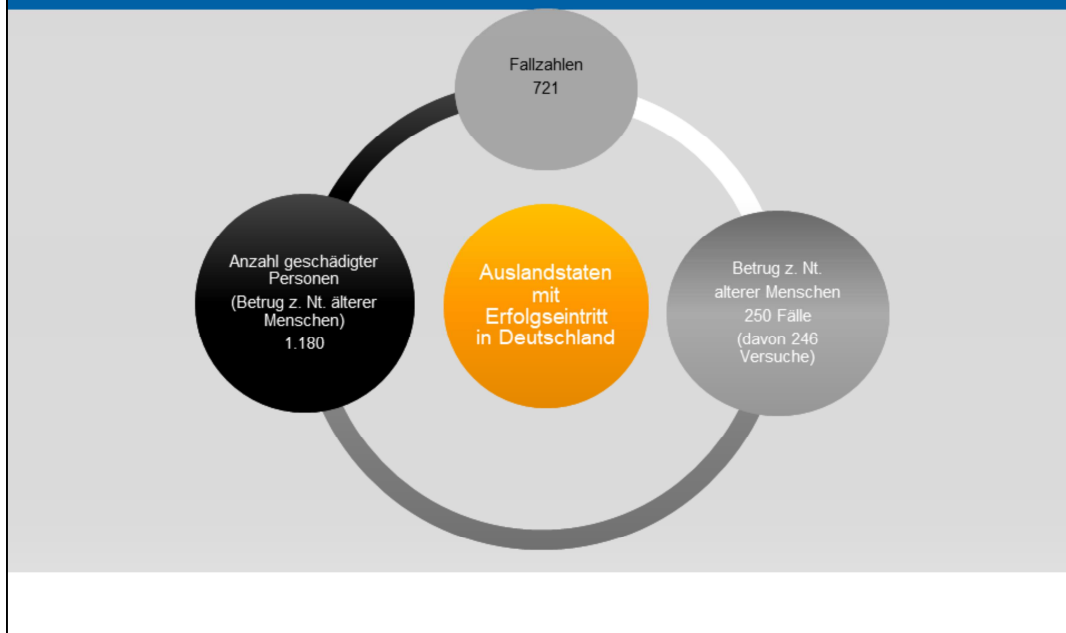 Fallzahlen
721
Anzahl geschädigter
Personen
(Betrug z. Nt. älterer
Menschen)
1.180
Auslandstaten
mit
Erfolgseintritt
in Deutschland
Betrug z. Nt.
älterer Menschen
250 Fälle
(davon 246
Versuche)